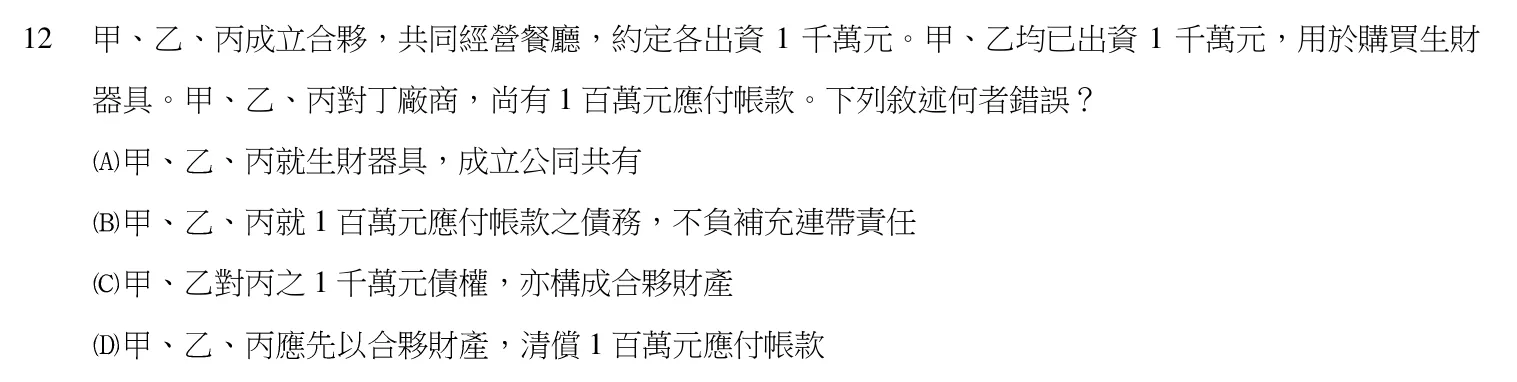 12 甲、乙、丙成立合夥，共同經營餐廳，約定各出資 1 千萬元。甲、乙均已出資 1 千萬元，用於購買生財
器具。甲、乙、丙對丁廠商，尚有 1 百萬元應付帳款。下列敘述何者錯誤？
(A)甲、乙、丙就生財器具，成立公同共有
(B)甲、乙、丙就 1 百萬元應付帳款之債務，不負補充連帶責任
(C)甲、乙對丙之 1 千萬元債權，亦構成合夥財產
(D)甲、乙、丙應先以合夥財產，清償 1 百萬元應付帳款